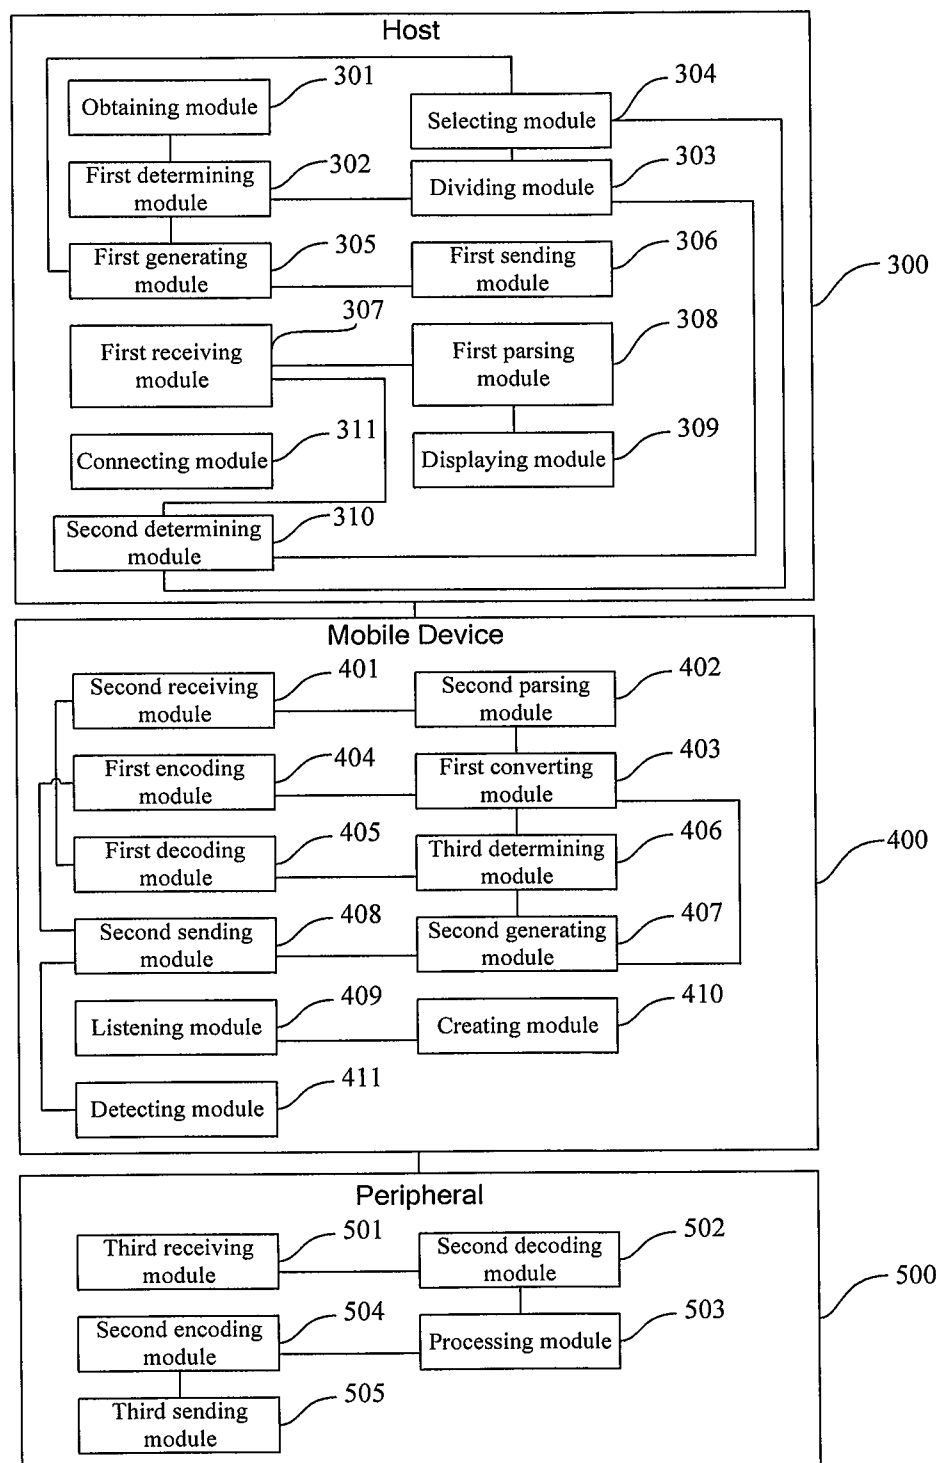 Host
301
304
Obtaining module
Selecting module
302
303
First determining
module
Dividing module
305
306
First generating
module
First sending
module
300
307
308
First receiving
module
First parsing
module
311
309
Connecting module
Displaying module
310
Second determining
module
Mobile Device
401
402
Second receiving
module
Second parsing
module
404
403
First encoding
module
First converting
module
405
406
First decoding
module
Third determining
module
400
408
407
Second sending
module
Second generating
module
409
410
Listening module
Creating module
411
Detecting module
Peripheral
501
502
Third receiving
module
Second decoding
module
500
504
503
Second encoding
module
Processing module
505
Third sending
module